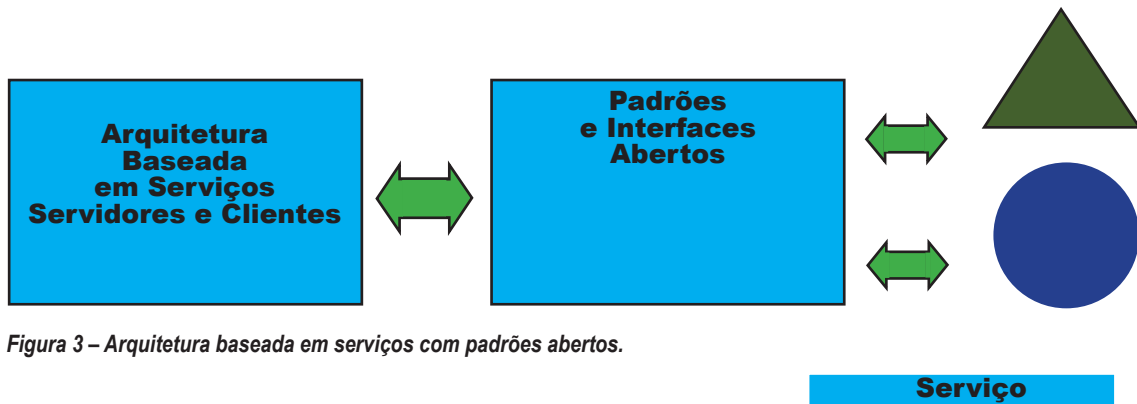 Arquitetura
Baseada
em Serviços
Servidores e Clientes
Padrões
e Interfaces
Abertos
Figura 3 – Arquitetura baseada em serviços com padrões abertos.
Serviço